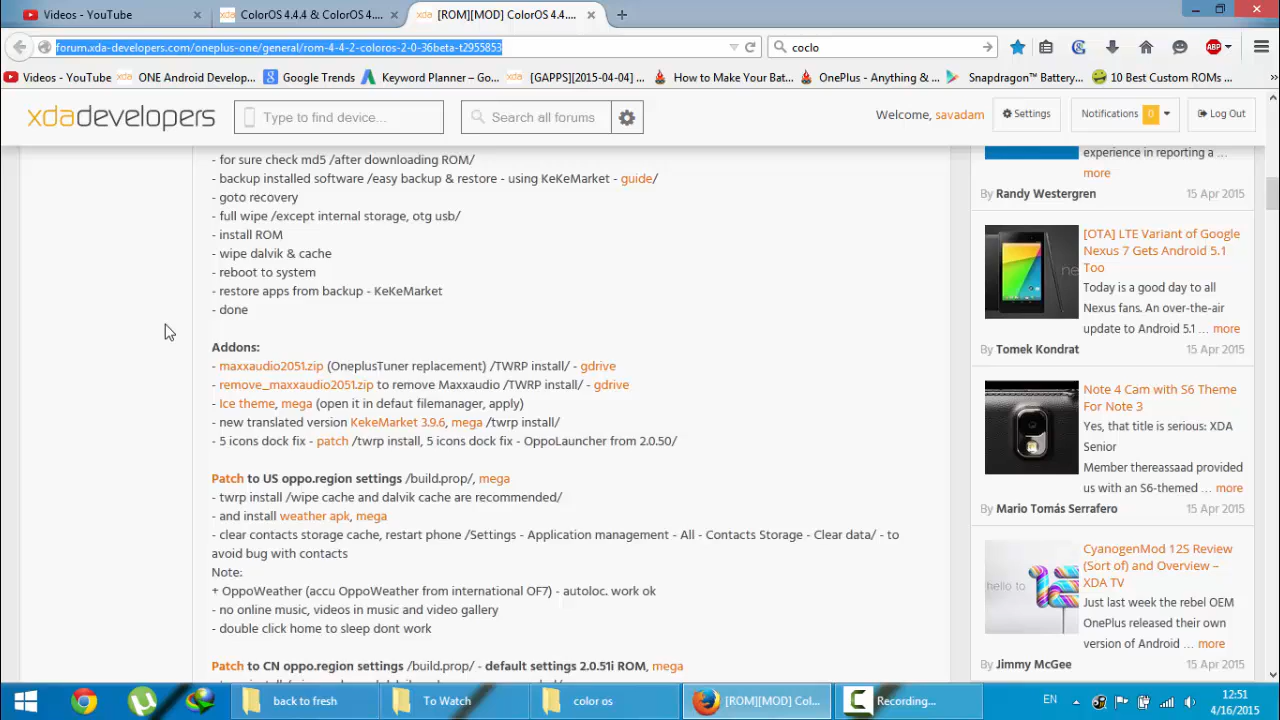 Videos - YouTube
ColorOS 4.4.4 & ColorOS 4.4....
[ROM][MOD] ColorOS 4.4....
forum.xda-developers.com/oneplus-one/general/rom-4-4-2-coloros-2-0-36beta-t2955853
coclo
ABP
Videos - YouTube
ONE Android Develop...
Google Trends
Keyword Planner – Go...
[GAPPS][2015-04-04] ...
How to Make Your Bat...
OnePlus - Anything & ...
Snapdragon™ Battery...
10 Best Custom ROMs ...
xdadevelopers
Type to find device...
Search all forums
Welcome, savadam
Settings
Notifications 0
Log Out
- for sure check md5 /after downloading ROM/
- backup installed software /easy backup & restore - using KeKeMarket - guide/
- goto recovery
- full wipe /except internal storage, otg usb/
- install ROM
- wipe dalvik & cache
- reboot to system
- restore apps from backup - KeKeMarket
- done
Addons:
- maxxaudio2051.zip (OneplusTuner replacement) /TWRP install/ - gdrive
- remove_maxxaudio2051.zip to remove Maxxaudio /TWRP install/ - gdrive
- Ice theme, mega (open it in defaut filemanager, apply)
- new translated version KekeMarket 3.9.6, mega /twrp install/
- 5 icons dock fix - patch /twrp install, 5 icons dock fix - OppoLauncher from 2.0.50/
Patch to US oppo.region settings /build.prop/, mega
- twrp install /wipe cache and dalvik cache are recommended/
- and install weather apk, mega
- clear contacts storage cache, restart phone /Settings - Application management - All - Contacts Storage - Clear data/ - to
avoid bug with contacts
Note:
+ OppoWeather (accu OppoWeather from international OF7) - autoloc. work ok
- no online music, videos in music and video gallery
- double click home to sleep dont work
Patch to CN oppo.region settings /build.prop/ - default settings 2.0.51i ROM, mega
experience in reporting a ...
more
By Randy Westergren
15 Apr 2015
[OTA] LTE Variant of Google
Nexus 7 Gets Android 5.1
Too
Today is a good day to all
Nexus fans. An over-the-air
update to Android 5.1 ... more
By Tomek Kondrat
15 Apr 2015
Note 4 Cam with S6 Theme
For Note 3
Yes, that title is serious: XDA
Senior
Member thereassaad provided
us with an S6-themed ... more
By Mario Tomás Serrafero
15 Apr 2015
hello to
CyanogenMod 12S Review
(Sort of) and Overview –
XDA TV
Just last week the rebel OEM
OnePlus released their own
version of Android ... more
By Jimmy McGee
15 Apr 2015
back to fresh
To Watch
color os
[ROM][MOD] Col...
Recording...
EN
12:51
4/16/2015